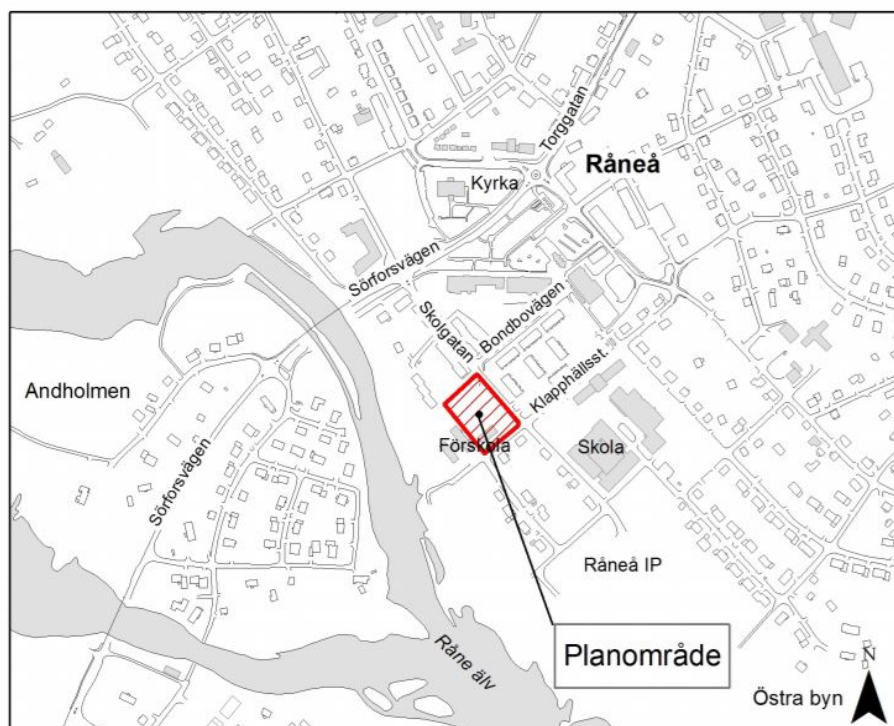 Torggatan
Råneå
Kyrka
Sörforsvägen
Skolgatan
Bondbovägen
Andholmen
Klapphällsst.
Förskola
Skola
Sörforsvägen
Råneå IP
Råne älv
Planområde
N
Östra byn